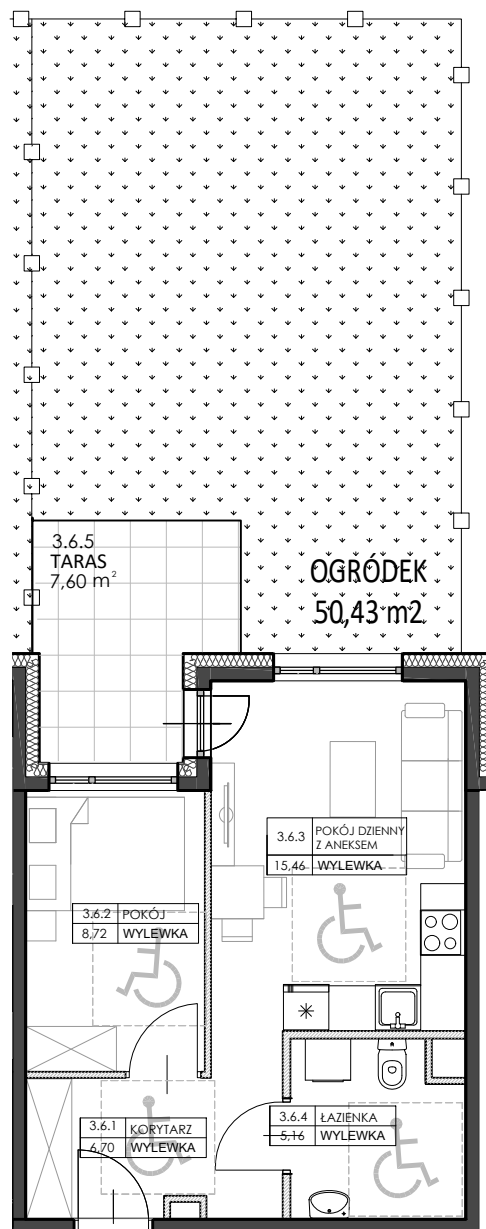 3.6.5
TARAS
7,60 m²
OGRÓDEK
50,43 m2
3.6.3 POKÓJ DZIENNY
Z ANEKSEM
15,46 WYLEWKA
3.6.2 POKÓJ
8,72 WYLEWKA
3.6.1 KORYTARZ
6,70 WYLEWKA
3.6.4 ŁAZIENKA
5,16 WYLEWKA